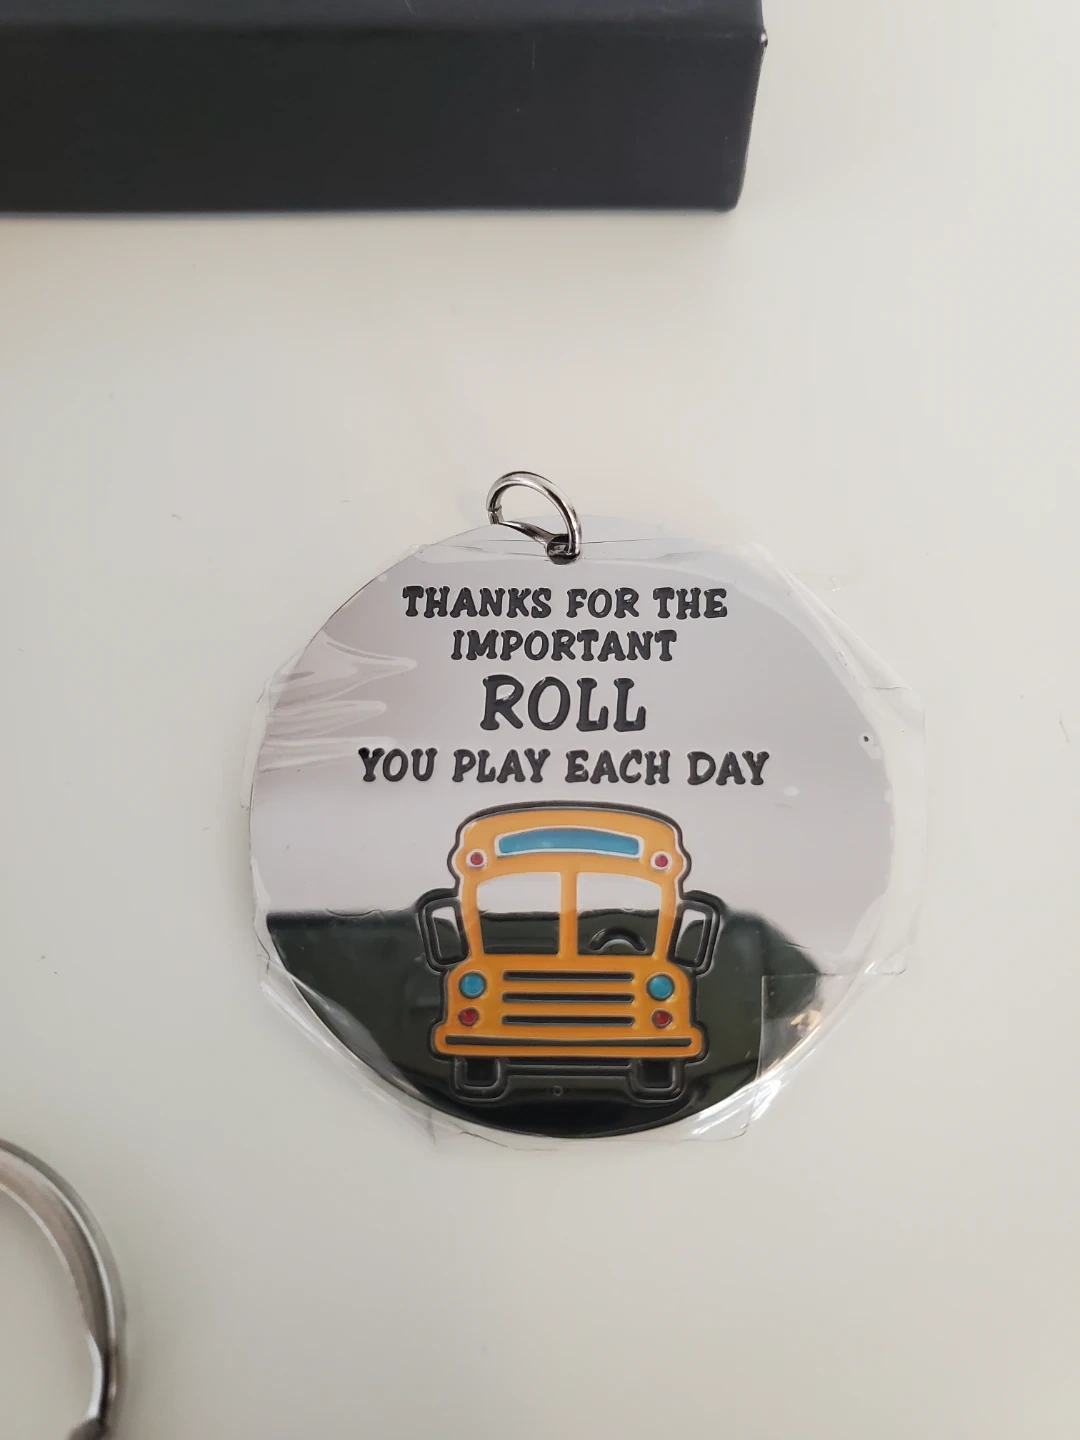 THANKS FOR THE
IMPORTANT
ROLL
YOU PLAY EACH DAY